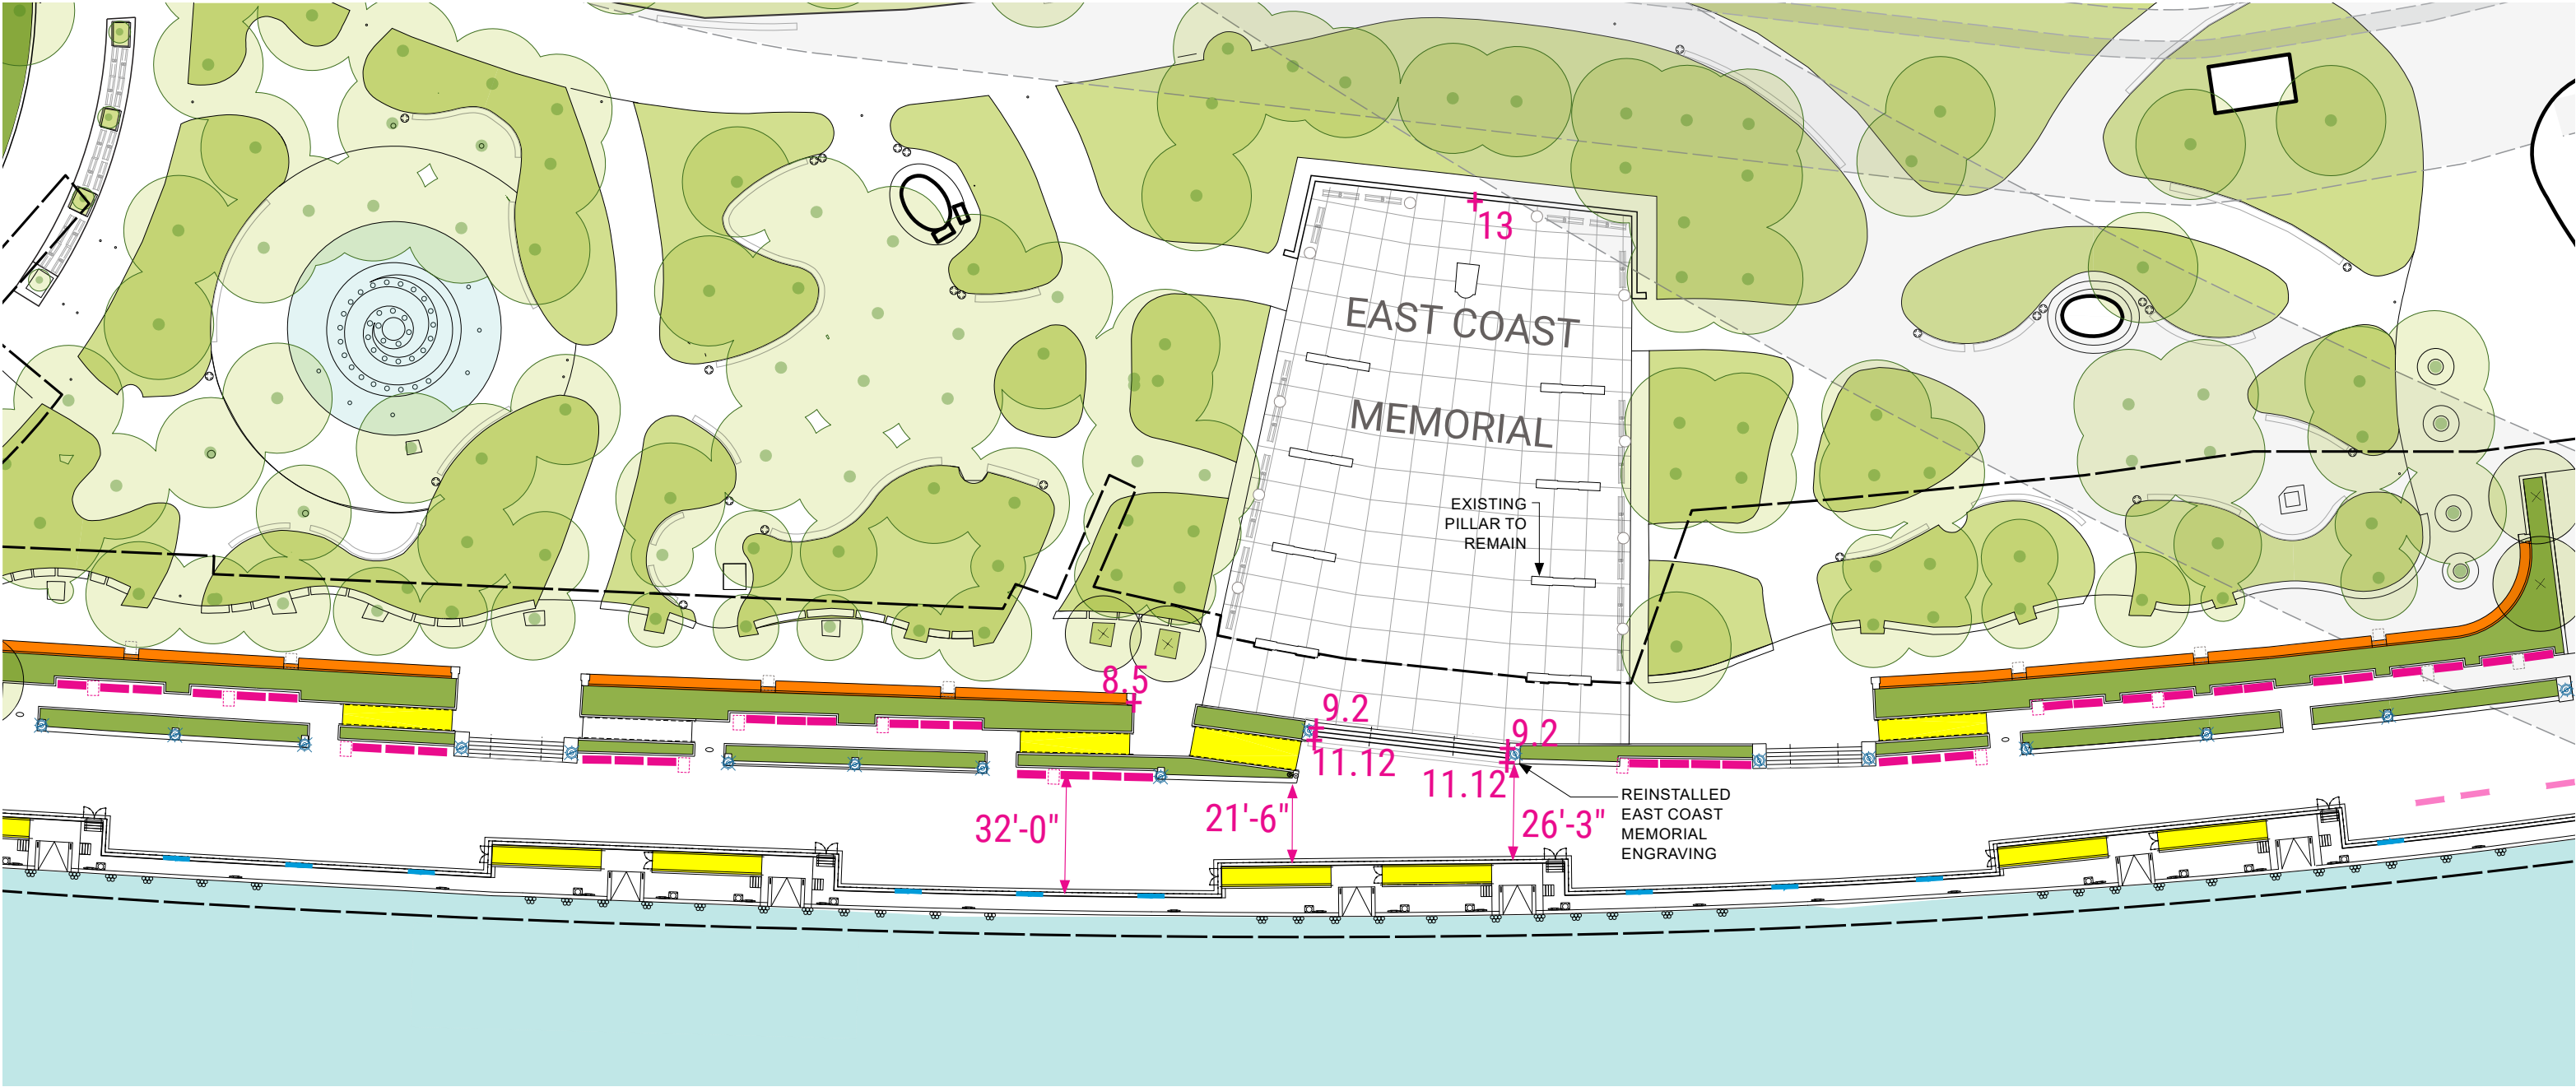 13
EAST COAST
MEMORIAL
EXISTING
PILLAR TO
REMAIN
8.5
9.2
11.12
9.2
11.12
32'-0"
21'-6"
26'-3"
REINSTALLED
EAST COAST
MEMORIAL
ENGRAVING